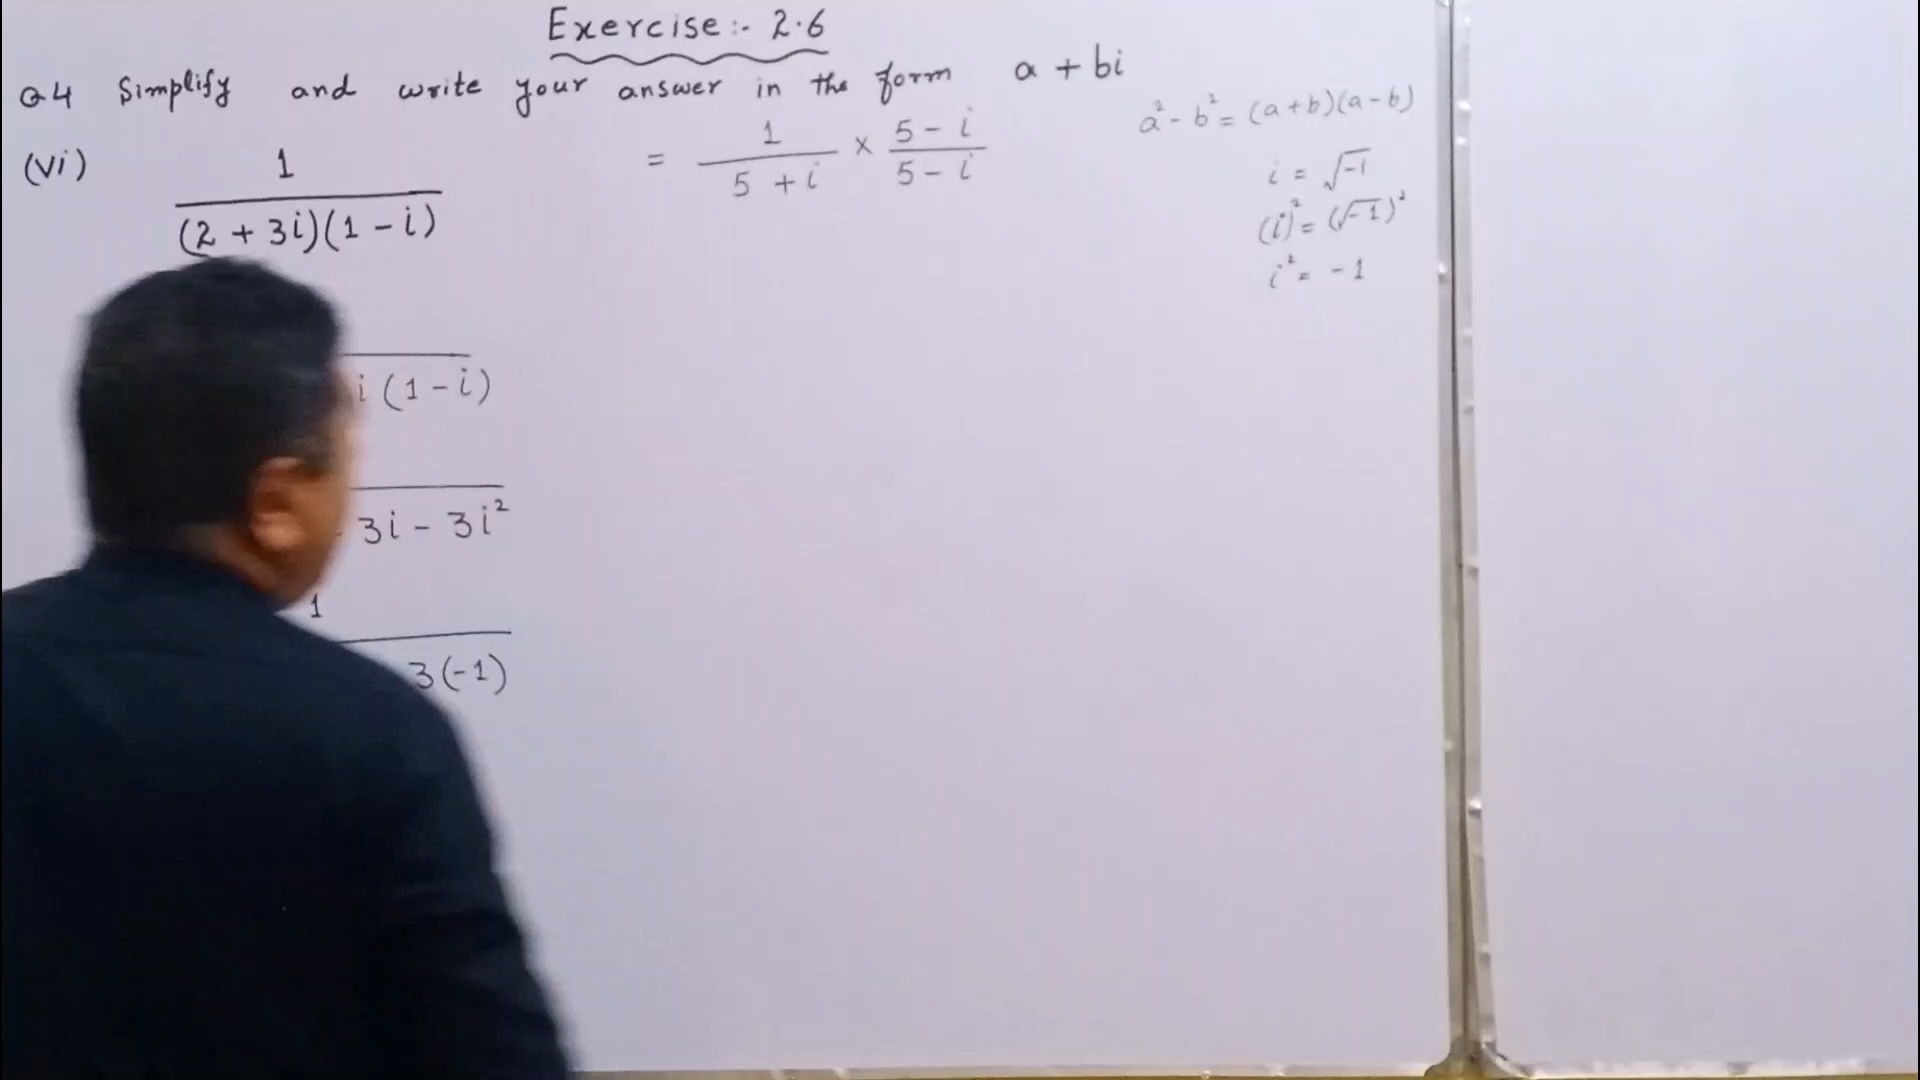 Exercise:- 2.6
Q4 Simplify and write your answer in the form a + bi
(vi) 1
(2 + 3i)(1 - i)
i (1 - i)
3i - 3i²
1
3(-1)
= 1 / 5 + i × 5 - i / 5 - i
a² - b² = (a+b)(a-b)
i = √-1
(i)² = (√-1)²
i² = -1